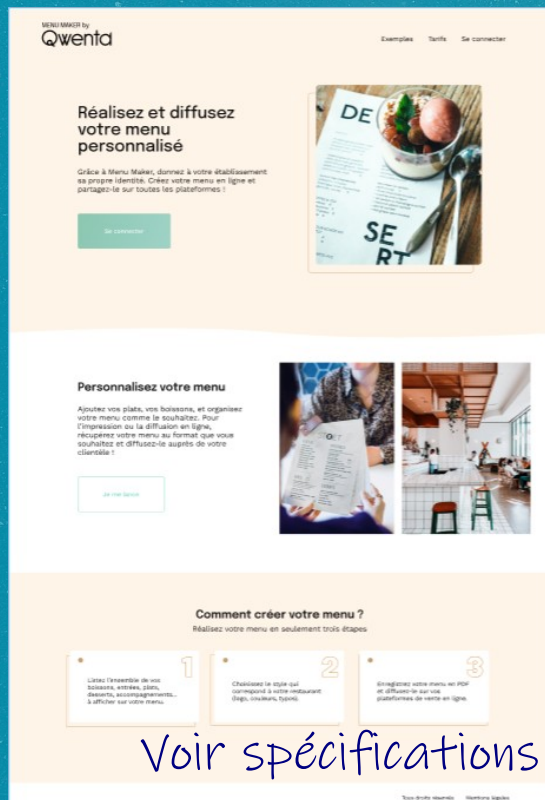 MENU MAKER by
Qwenta
Exemples Tarifs Se connecter
Réalisez et diffusez
votre menu
personnalisé
Grâce à Menu Maker, donnez à votre établissement
sa propre identité. Créez votre menu en ligne et
partagez-le sur toutes les plateformes !
Se connecter
DE
SE
RT
Personnalisez votre menu
Ajoutez vos plats, vos boissons, et organisez
votre menu comme le souhaitez. Pour
l'impression ou la diffusion en ligne,
récupérez votre menu au format que vous
souhaitez et diffusez-le auprès de votre
clientèle !
Je me lance
Comment créer votre menu ?
Réalisez votre menu en seulement trois étapes
1
Listez l'ensemble de vos
boissons, entrées, plats,
desserts, accompagnements...
à afficher sur votre menu.
2
Choisissez le style qui
correspond à votre restaurant
(logo, couleurs, typos).
3
Enregistrez votre menu en PDF
et diffusez-le sur vos
plateformes de vente en ligne.
Voir spécifications
Tous droits réservés Mentions légales